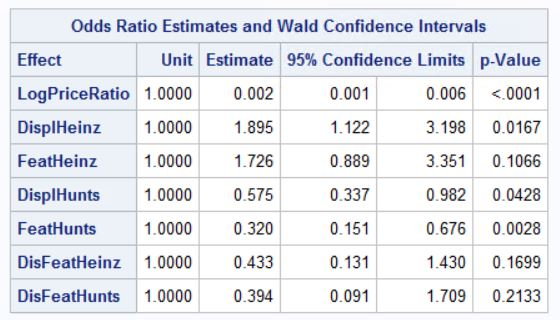 Odds Ratio Estimates and Wald Confidence Intervals
Effect Unit Estimate 95% Confidence Limits p-Value
LogPriceRatio 1.0000 0.002 0.001 0.006 <.0001
DisplHeinz 1.0000 1.895 1.122 3.198 0.0167
FeatHeinz 1.0000 1.726 0.889 3.351 0.1066
DisplHunts 1.0000 0.575 0.337 0.982 0.0428
FeatHunts 1.0000 0.320 0.151 0.676 0.0028
DisFeatHeinz 1.0000 0.433 0.131 1.430 0.1699
DisFeatHunts 1.0000 0.394 0.091 1.709 0.2133